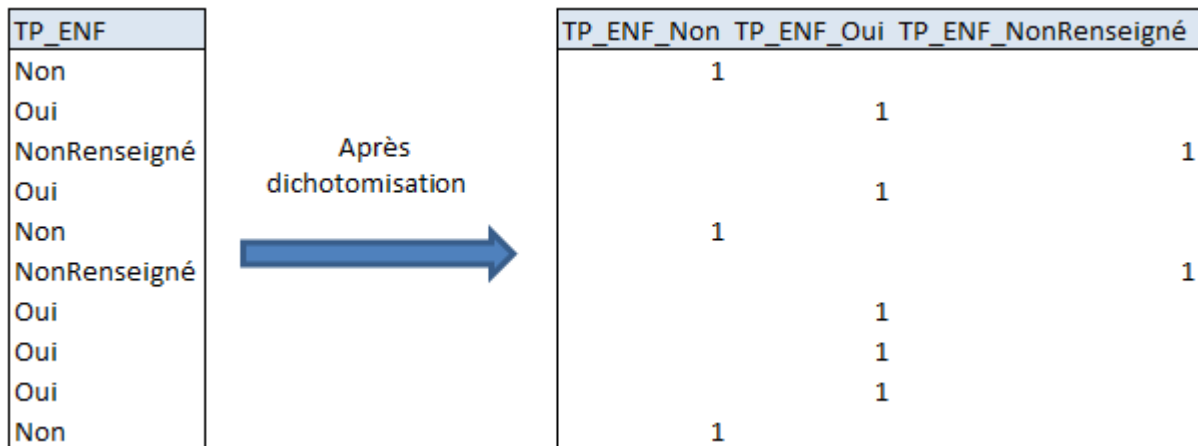 TP_ENF
Non
Oui
NonRenseigné
Oui
Non
NonRenseigné
Oui
Oui
Oui
Non
Après
dichotomisation
TP_ENF_Non TP_ENF_Oui TP_ENF_NonRenseigné
1
1
1
1
1
1
1
1
1
1